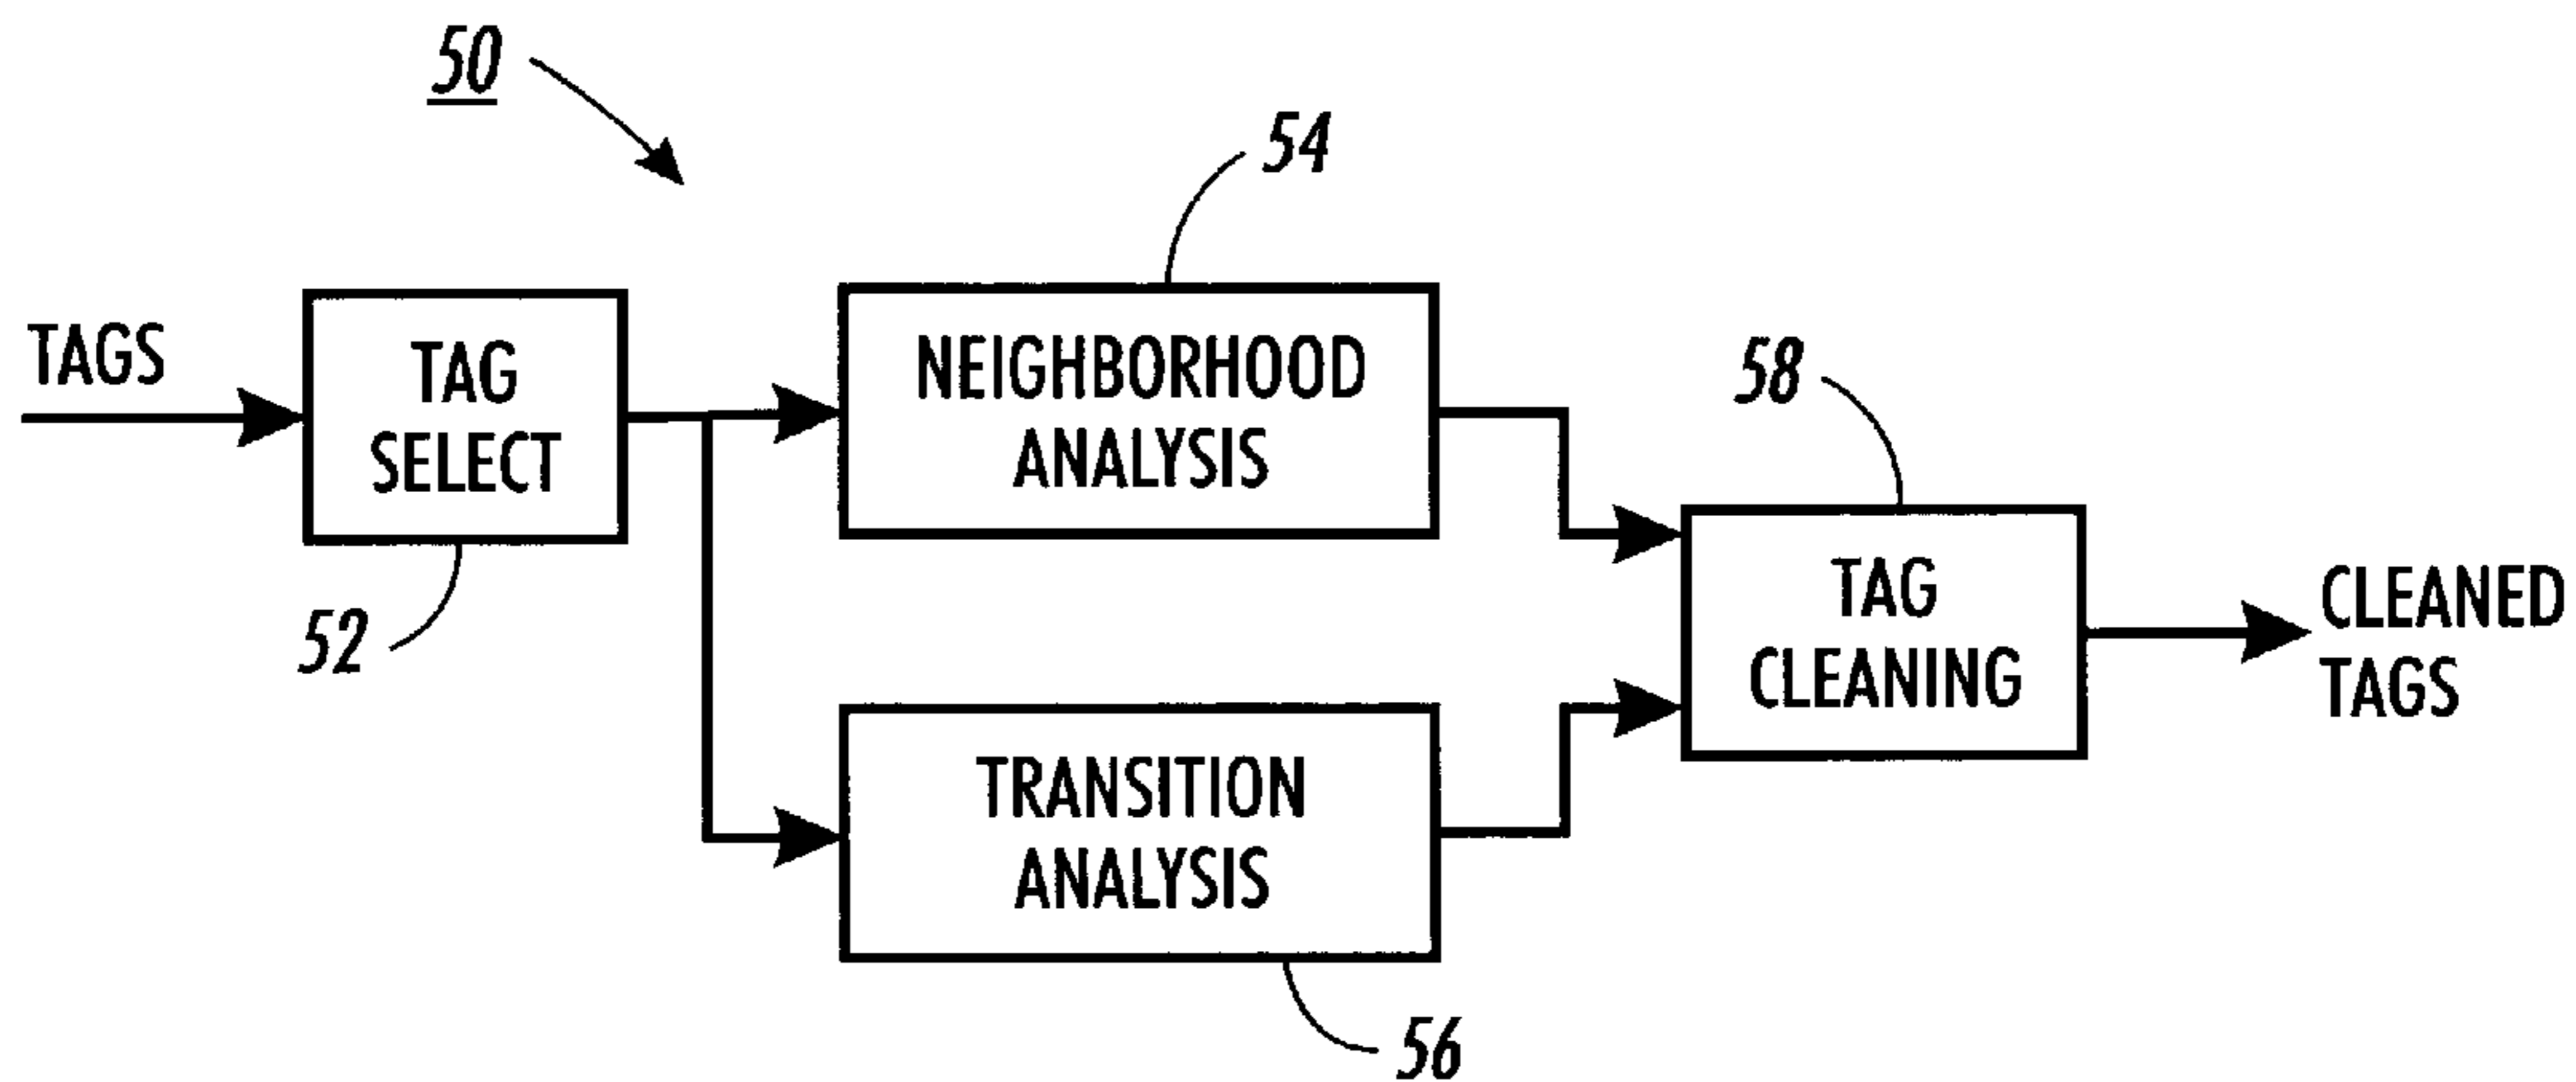 50
54
TAGS
TAG
SELECT
52
NEIGHBORHOOD
ANALYSIS
58
TAG
CLEANING
CLEANED
TAGS
TRANSITION
ANALYSIS
56